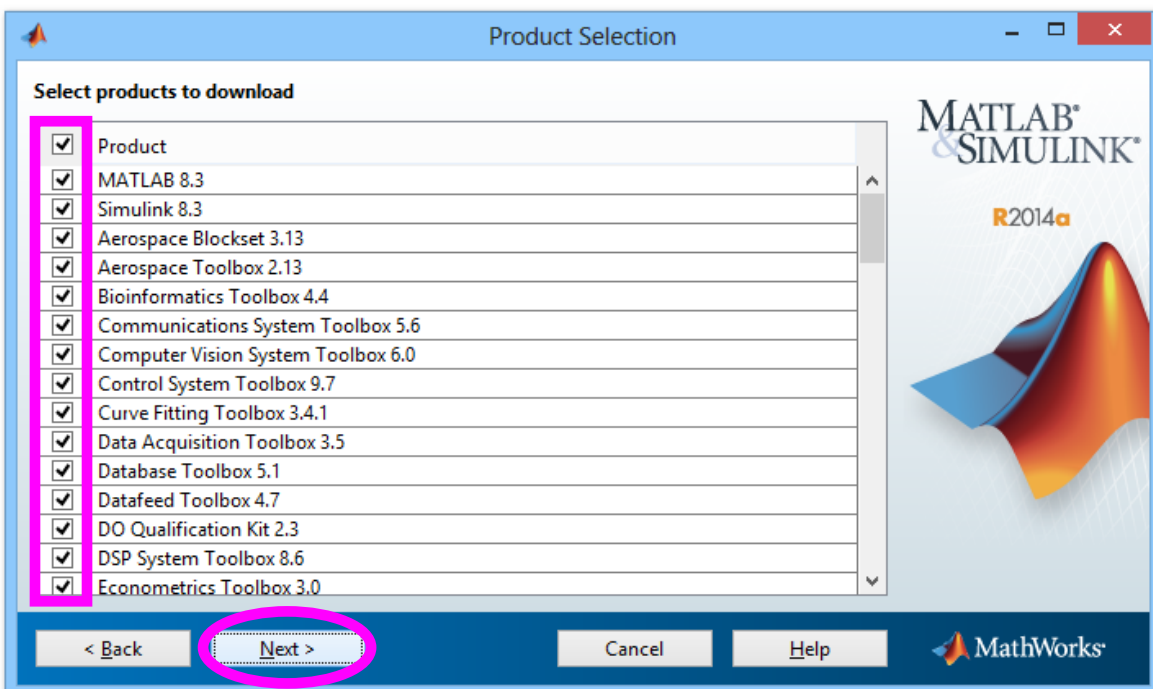 Product Selection
Select products to download
MATLAB®
&SIMULINK®
R2014a
Product
MATLAB 8.3
Simulink 8.3
Aerospace Blockset 3.13
Aerospace Toolbox 2.13
Bioinformatics Toolbox 4.4
Communications System Toolbox 5.6
Computer Vision System Toolbox 6.0
Control System Toolbox 9.7
Curve Fitting Toolbox 3.4.1
Data Acquisition Toolbox 3.5
Database Toolbox 5.1
Datafeed Toolbox 4.7
DO Qualification Kit 2.3
DSP System Toolbox 8.6
Econometrics Toolbox 3.0
< Back Next > Cancel Help MathWorks®